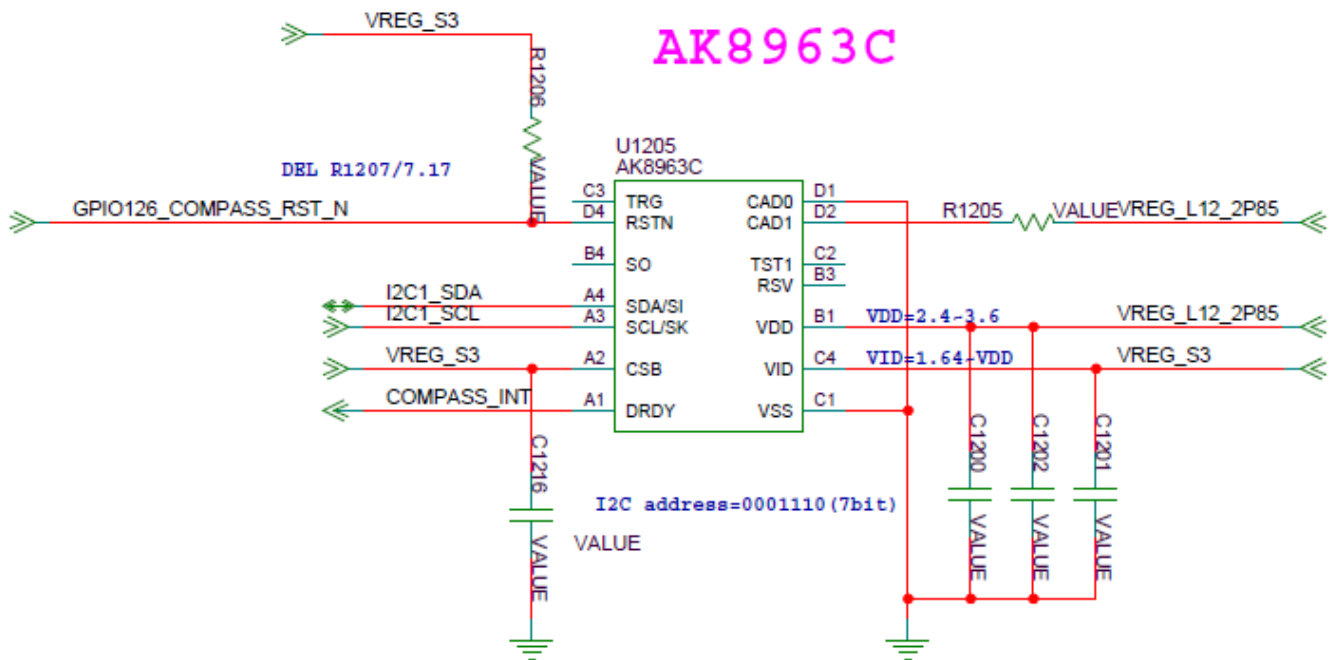 VREG_S3
AK8963C
R1206
VALUE
DEL R1207/7.17
U1205
AK8963C
GPIO126_COMPASS_RST_N
C3
TRG
D4
RSTN
B4
SO
I2C1_SDA
A4
SDA/SI
I2C1_SCL
A3
SCL/SK
VREG_S3
A2
CSB
COMPASS_INT
A1
DRDY
CAD0
D1
CAD1
D2
R1205
VALUE
VREG_L12_2P85
TST1
C2
RSV
B3
VDD
B1
VDD=2.4~3.6
VREG_L12_2P85
VID
C4
VID=1.64~VDD
VREG_S3
VSS
C1
C1216
VALUE
VALUE
I2C address=0001110(7bit)
C1200
VALUE
C1202
VALUE
C1201
VALUE